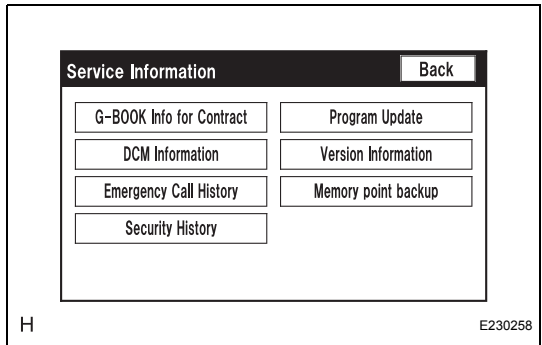 Service Information Back
G-BOOK Info for Contract Program Update
DCM Information Version Information
Emergency Call History Memory point backup
Security History
H E230258